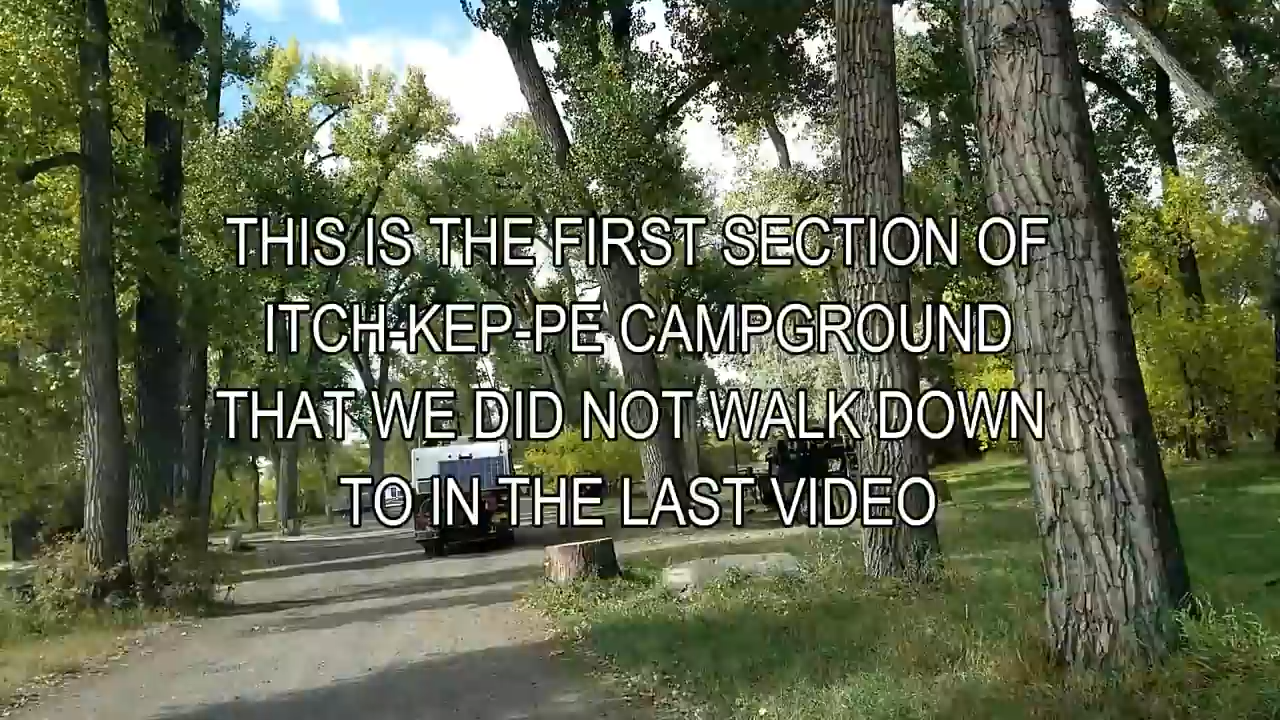 THIS IS THE FIRST SECTION OF
ITCH-KEP-PE CAMPGROUND
THAT WE DID NOT WALK DOWN
TO IN THE LAST VIDEO